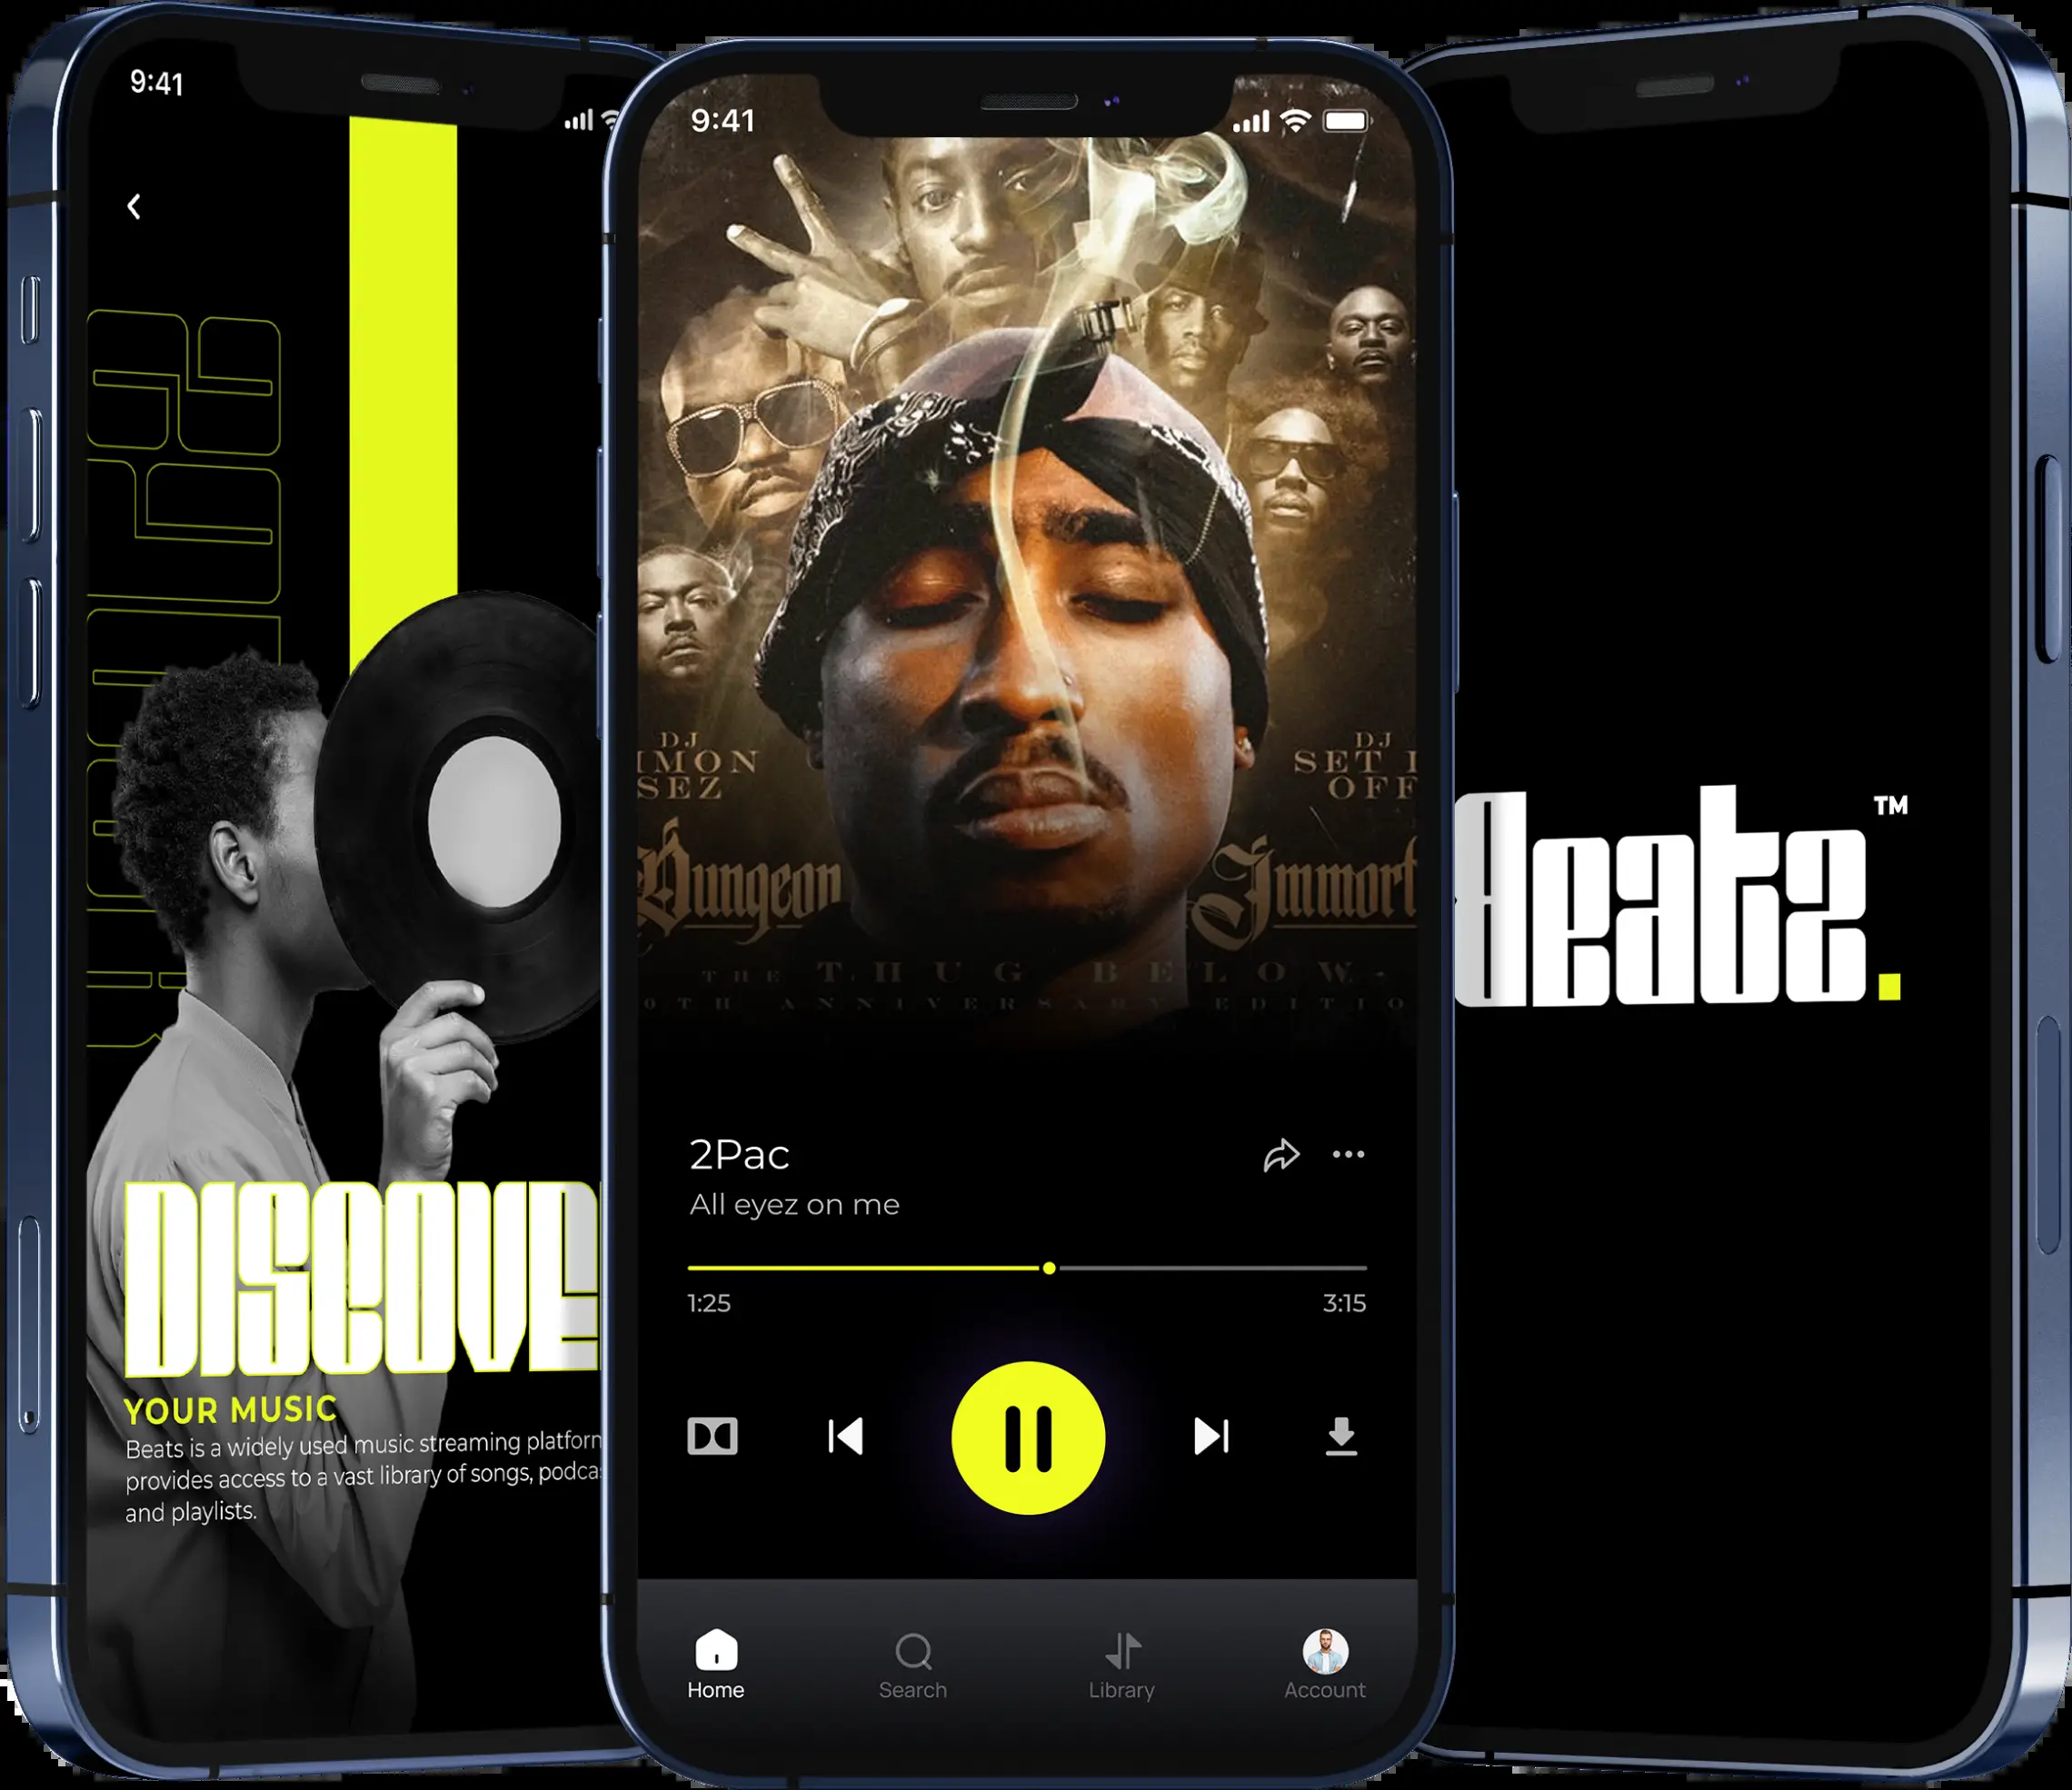 9:41
DISCOVE
YOUR MUSIC
Beats is a widely used music streaming platform
provides access to a vast library of songs, podca
and playlists.
9:41
DJ
IMON
SEZ
DJ
SET I
OFF
Dungeon
Immort
THE THUG BELOW
0TH ANNIVERSARY EDITIO
2Pac
All eyez on me
1:25
3:15
Home
Search
Library
Account
Beatz.
TM